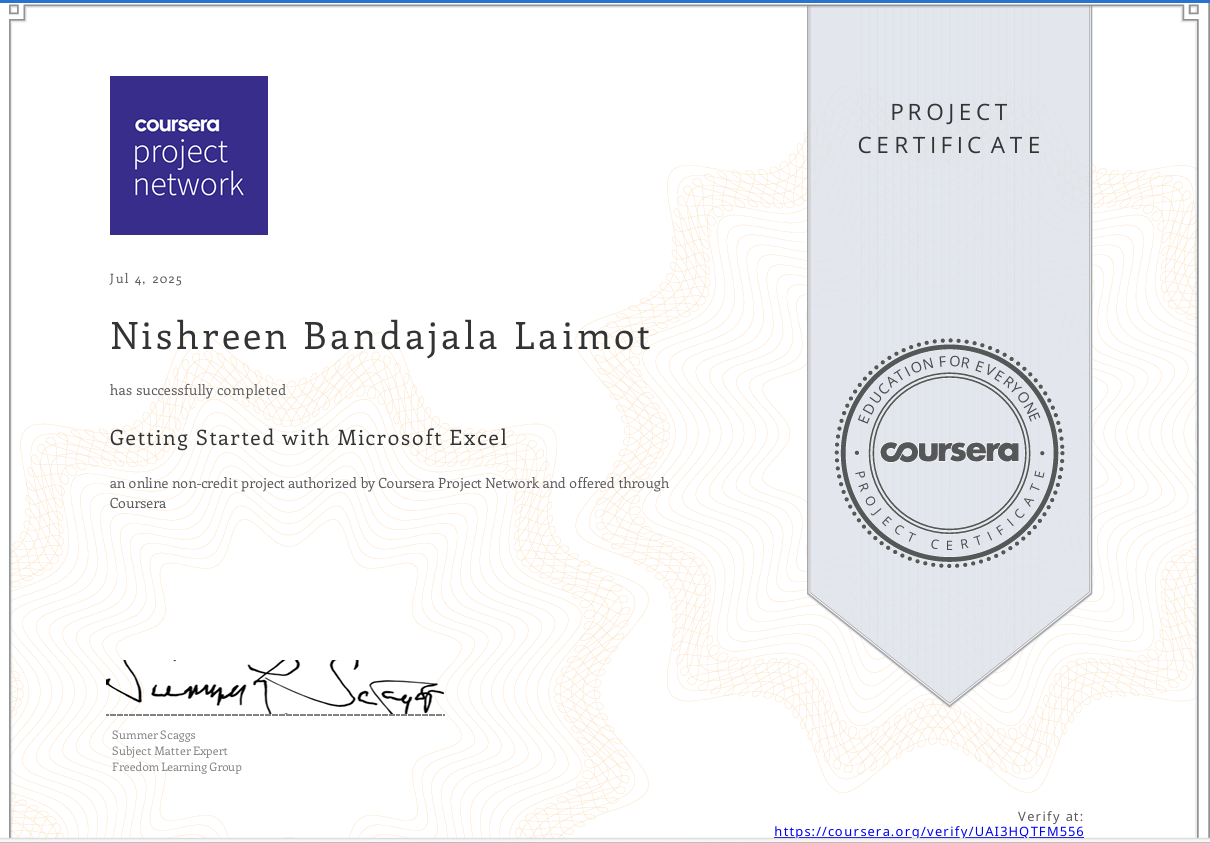 coursera
project
network
PROJECT
CERTIFICATE
Jul 4, 2025
Nishreen Bandajala Laimot
has successfully completed
Getting Started with Microsoft Excel
an online non-credit project authorized by Coursera Project Network and offered through
Coursera
EDUCATION FOR EVERYONE
coursera
PROJECT CERTIFICATE
Summer R Scaggs
Summer Scaggs
Subject Matter Expert
Freedom Learning Group
Verify at:
https://coursera.org/verify/UAI3HQTFM556